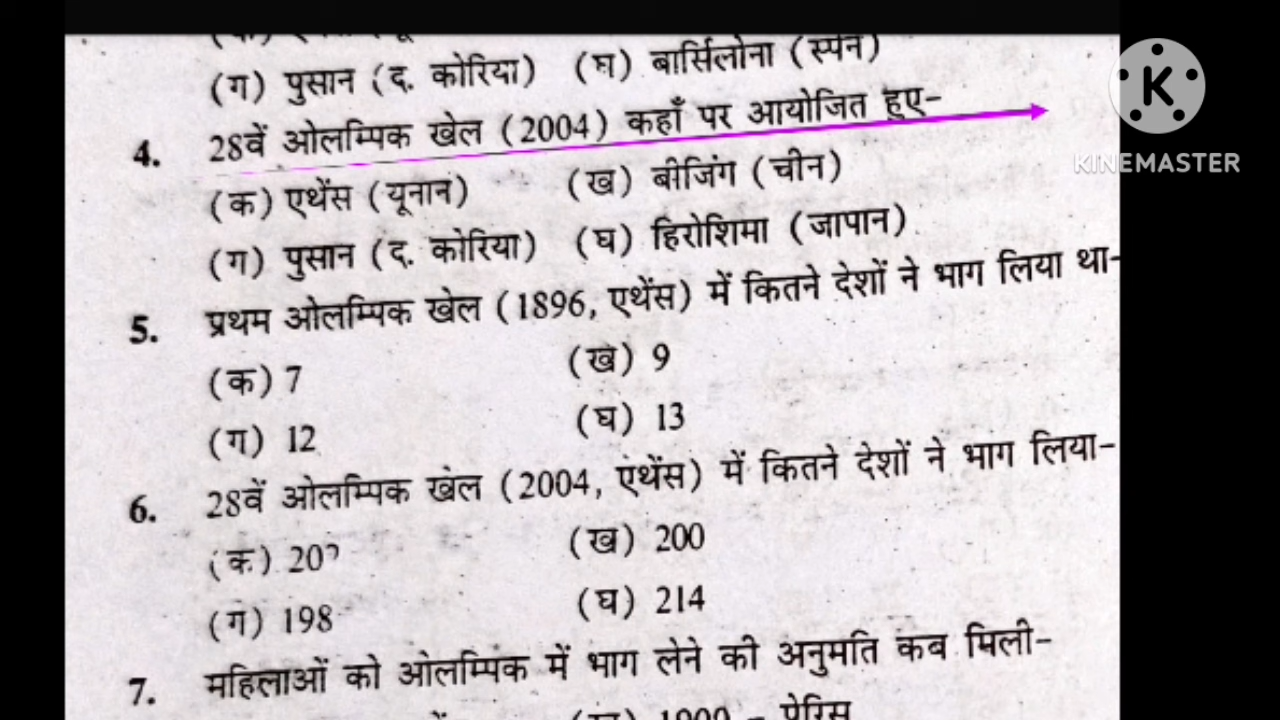 (ग) पुसान (द. कोरिया) (घ) बार्सिलोना (स्पेन)
4. 28वें ओलम्पिक खेल (2004) कहाँ पर आयोजित हुए-
(क) एथेंस (यूनान) (ख) बीजिंग (चीन)
(ग) पुसान (द. कोरिया) (घ) हिरोशिमा (जापान)
5. प्रथम ओलम्पिक खेल (1896, एथेंस) में कितने देशों ने भाग लिया था-
(क) 7 (ख) 9
(ग) 12 (घ) 13
6. 28वें ओलम्पिक खेल (2004, एथेंस) में कितने देशों ने भाग लिया-
(क) (ख) 200
(ग) 198 (घ) 214
7. महिलाओं को ओलम्पिक में भाग लेने की अनुमति कब मिली-
(ख) 1900 - पेरिस
K
KINEMASTER